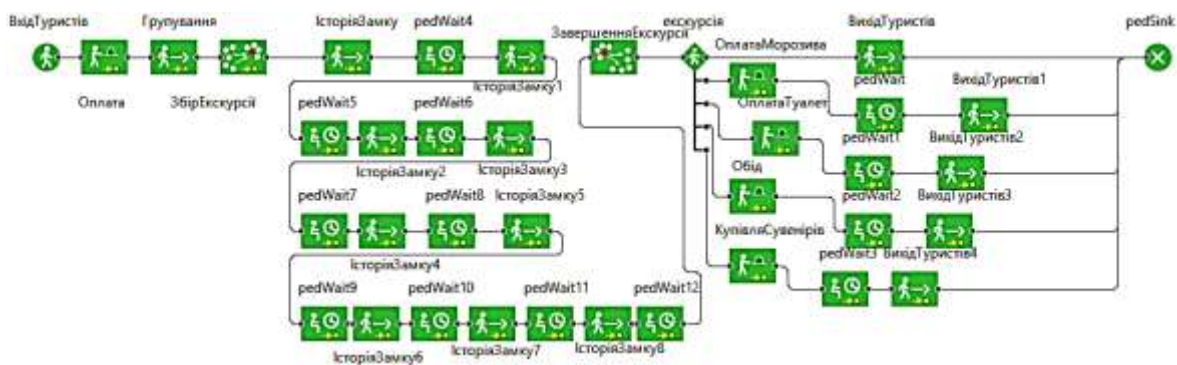 ВхідТуристів
Групування
ІсторіяЗамку
pedWait4
екскурсія
ВихідТуристів
pedSink
ЗавершенняЕкскурсії
ОплатаМорозива
Оплата
ЗбірЕкскурсії
ІсторіяЗамку1
pedWait
ВихідТуристів1
pedWait5
pedWait6
ОплатаТуалет
pedWait1
ВихідТуристів2
ІсторіяЗамку2
ІсторіяЗамку3
Обід
pedWait7
pedWait8
ІсторіяЗамку5
pedWait2
ВихідТуристів3
КупівляСувенірів
ІсторіяЗамку4
pedWait3
ВихідТуристів4
pedWait9
pedWait10
pedWait11
pedWait12
ІсторіяЗамку6
ІсторіяЗамку7
ІсторіяЗамку8